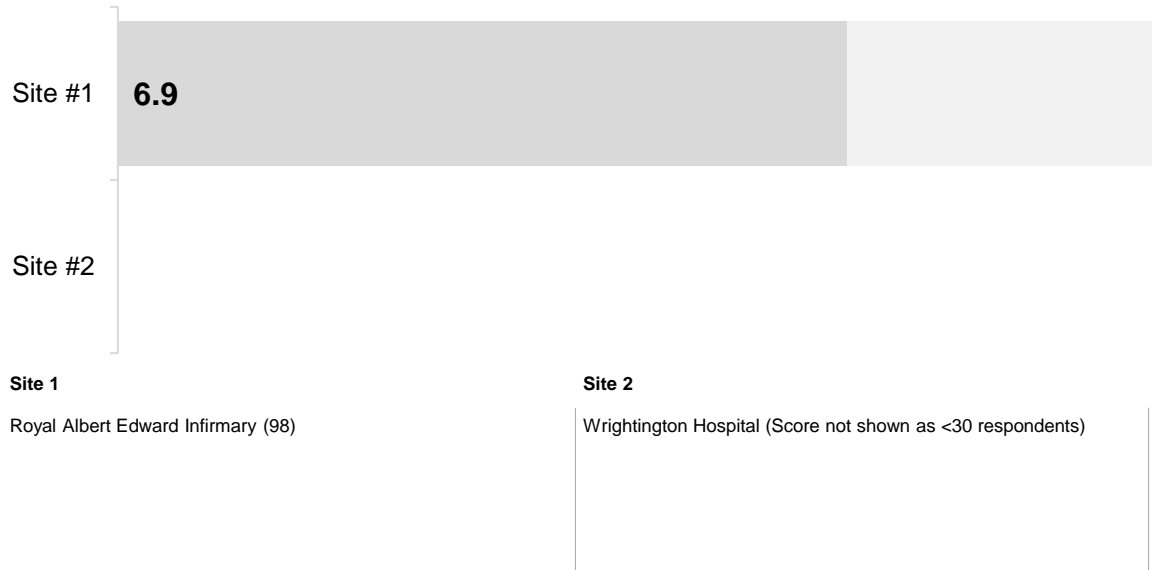 Site #1
6.9
Site #2
Site 1
Site 2
Royal Albert Edward Infirmary (98)
Wrightington Hospital (Score not shown as <30 respondents)